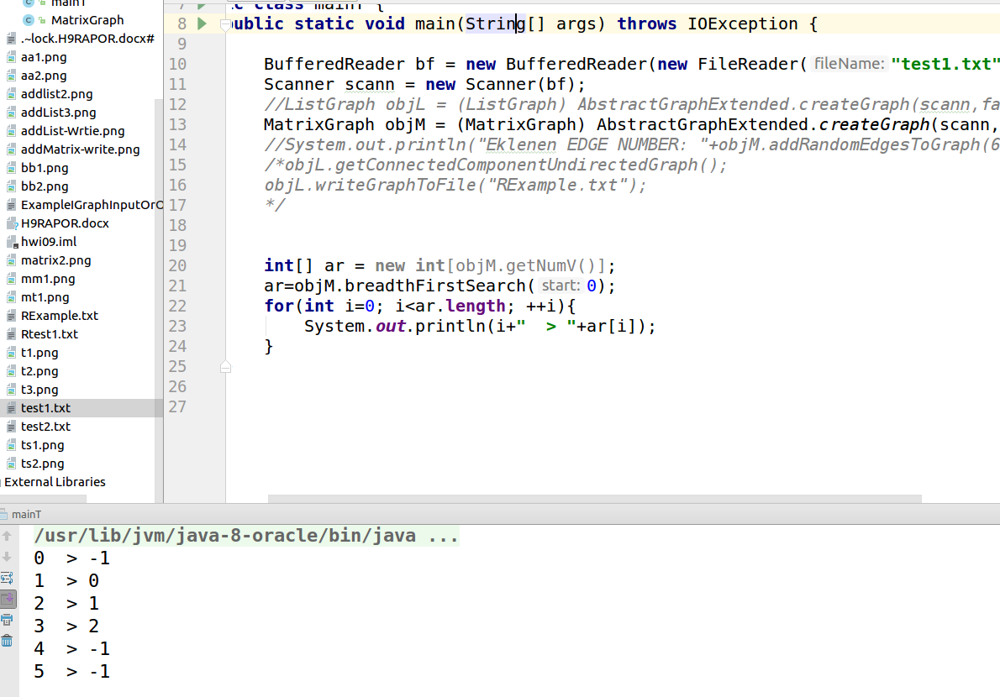 mainT
MatrixGraph
.~lock.H9RAPOR.docx#
aa1.png
aa2.png
addlist2.png
addList3.png
addList-Wrtie.png
addMatrix-write.png
bb1.png
bb2.png
ExampleIGraphInputOrO
H9RAPOR.docx
hwi09.iml
matrix2.png
mm1.png
mt1.png
RExample.txt
Rtest1.txt
t1.png
t2.png
t3.png
test1.txt
test2.txt
ts1.png
ts2.png
External Libraries
7 ic class mainT {
8 public static void main(String[] args) throws IOException {
9
10 BufferedReader bf = new BufferedReader(new FileReader( fileName: "test1.txt"
11 Scanner scann = new Scanner(bf);
12 //ListGraph objL = (ListGraph) AbstractGraphExtended.createGraph(scann,fa
13 MatrixGraph objM = (MatrixGraph) AbstractGraphExtended.createGraph(scann,
14 //System.out.println("Eklenen EDGE NUMBER: "+objM.addRandomEdgesToGraph(6
15 /*objL.getConnectedComponentUndirectedGraph();
16 objL.writeGraphToFile("RExample.txt");
17 */
18
19
20 int[] ar = new int[objM.getNumV()];
21 ar=objM.breadthFirstSearch( start: 0);
22 for(int i=0; i<ar.length; ++i){
23 System.out.println(i+"  > "+ar[i]);
24 }
25
26
27
mainT
/usr/lib/jvm/java-8-oracle/bin/java ...
0  > -1
1  > 0
2  > 1
3  > 2
4  > -1
5  > -1